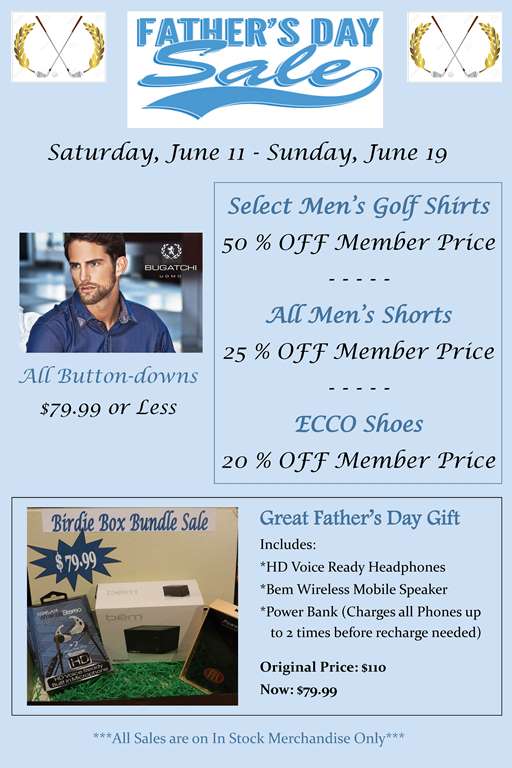 FATHER'S DAY
Sale
Saturday, June 11 - Sunday, June 19
BUGATCHI
UOMO
All Button-downs
$79.99 or Less
Select Men's Golf Shirts
50 % OFF Member Price
- - - - -
All Men's Shorts
25 % OFF Member Price
- - - - -
ECCO Shoes
20 % OFF Member Price
Birdie Box Bundle Sale
$79.99
bem
HD
HD Voice Ready
Great Father's Day Gift
Includes:
*HD Voice Ready Headphones
*Bem Wireless Mobile Speaker
*Power Bank (Charges all Phones up
to 2 times before recharge needed)
Original Price: $110
Now: $79.99
***All Sales are on In Stock Merchandise Only***